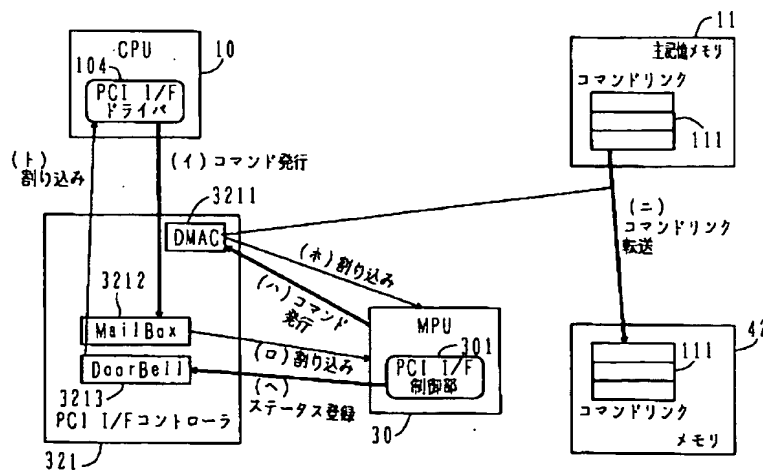 CPU
10
104
PCI I/F
ドライバ
(ト)
割り込み
(イ)コマンド発行
3211
DMAC
3212
MailBox
DoorBell
3213
PCI I/Fコントローラ
321
(ホ)割り込み
(ハ)コマンド
発行
(ロ)割り込み
(ヘ)
ステータス登録
MPU
301
PCI I/F
制御部
30
11
主記憶メモリ
コマンドリンク
111
(ニ)
コマンドリンク
転送
42
111
コマンドリンク
メモリ